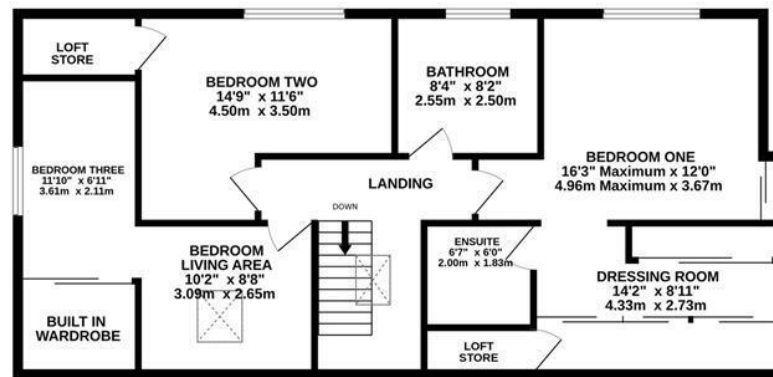 LOFT
STORE
BEDROOM TWO
14'9" x 11'6"
4.50m x 3.50m
BATHROOM
8'4" x 8'2"
2.55m x 2.50m
BEDROOM ONE
16'3" Maximum x 12'0"
4.96m Maximum x 3.67m
BEDROOM THREE
11'10" x 6'11"
3.61m x 2.11m
LANDING
DOWN
BEDROOM
LIVING AREA
10'2" x 8'8"
3.09m x 2.65m
ENSUITE
6'7" x 6'0"
2.00m x 1.83m
DRESSING ROOM
14'2" x 8'11"
4.33m x 2.73m
BUILT IN
WARDROBE
LOFT
STORE